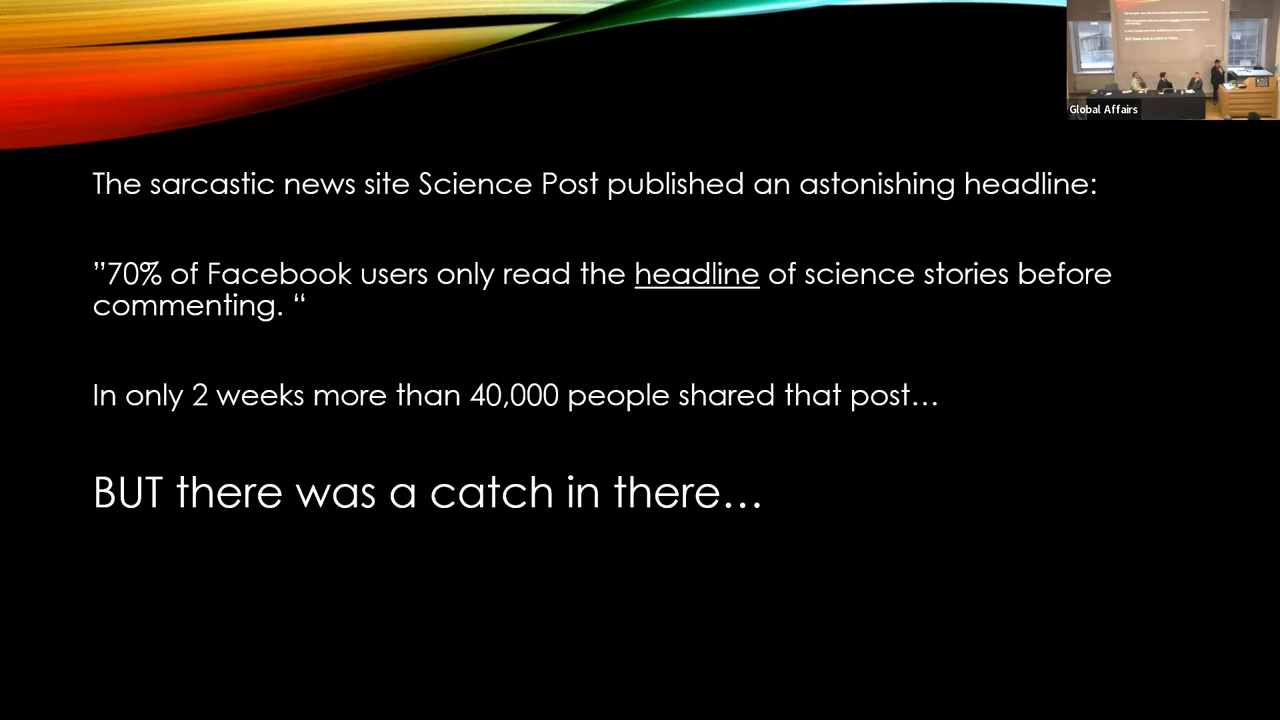 Global Affairs
The sarcastic news site Science Post published an astonishing headline:
”70% of Facebook users only read the headline of science stories before
commenting. “
In only 2 weeks more than 40,000 people shared that post…
BUT there was a catch in there…